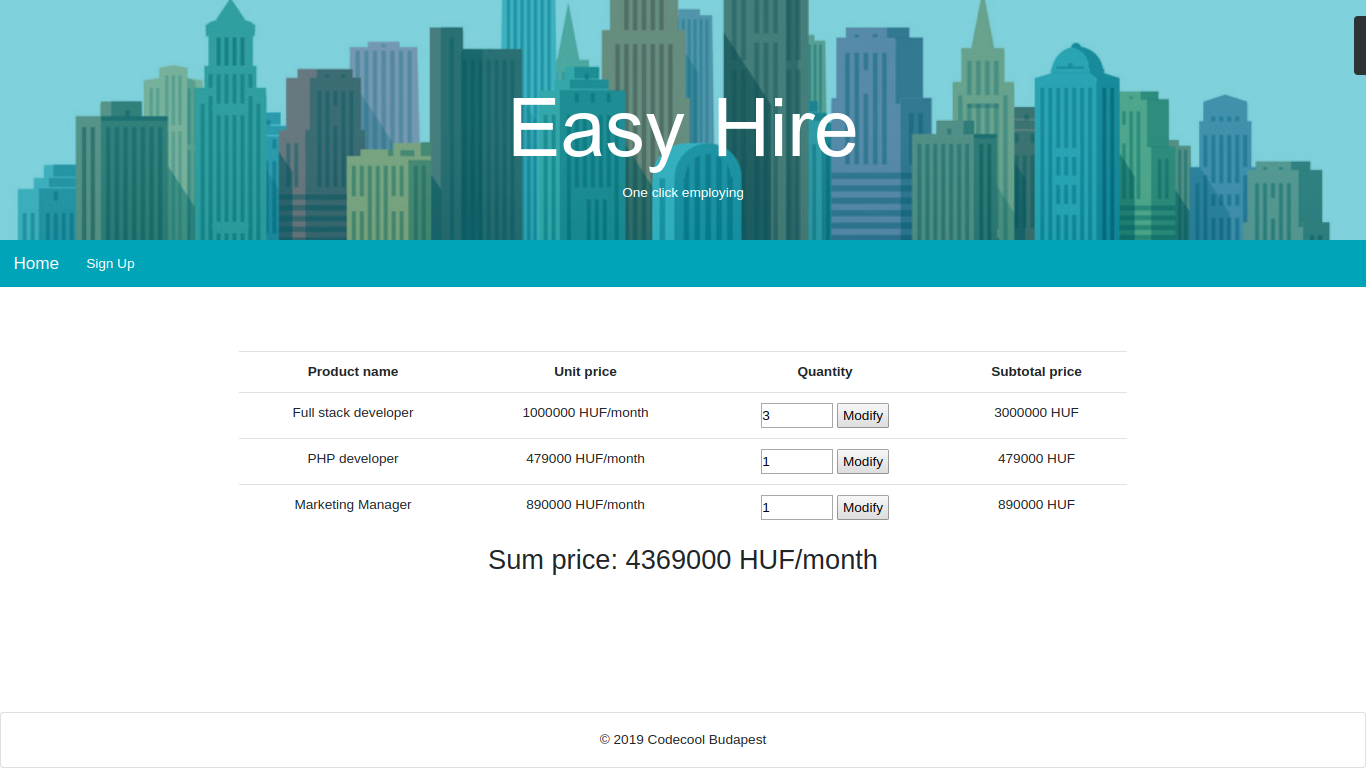 Easy Hire
One click employing
Home Sign Up
Product name Unit price Quantity Subtotal price
Full stack developer 1000000 HUF/month 3 Modify 3000000 HUF
PHP developer 479000 HUF/month 1 Modify 479000 HUF
Marketing Manager 890000 HUF/month 1 Modify 890000 HUF
Sum price: 4369000 HUF/month
© 2019 Codecool Budapest